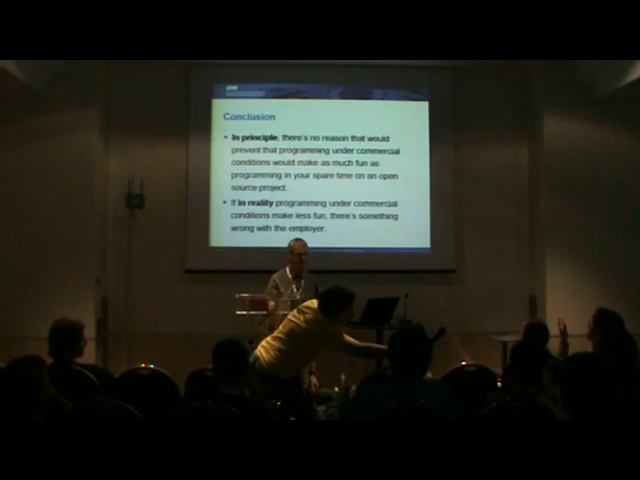 Conclusion
• In principle, there's no reason that would
prevent that programming under commercial
conditions would make as much fun as
programming in your spare time on an open
source project.
• If in reality programming under commercial
conditions make less fun, there's something
wrong with the employer.